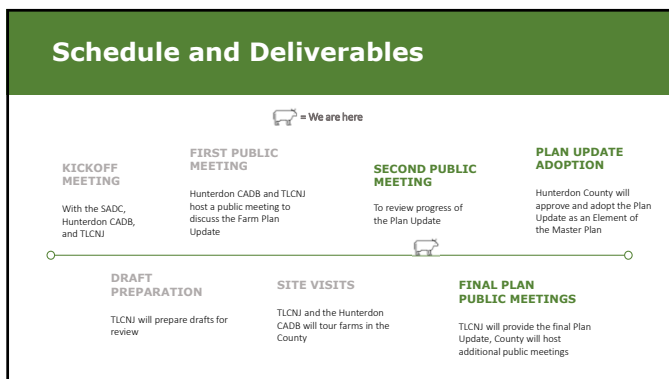 Schedule and Deliverables
= We are here
KICKOFF
MEETING
With the SADC,
Hunterdon CADB,
and TLCNJ
FIRST PUBLIC
MEETING
Hunterdon CADB and TLCNJ
host a public meeting to
discuss the Farm Plan
Update
SECOND PUBLIC
MEETING
To review progress of
the Plan Update
PLAN UPDATE
ADOPTION
Hunterdon County will
approve and adopt the Plan
Update as an Element of
the Master Plan
DRAFT
PREPARATION
TLCNJ will prepare drafts for
review
SITE VISITS
TLCNJ and the Hunterdon
CADB will tour farms in the
County
FINAL PLAN
PUBLIC MEETINGS
TLCNJ will provide the final Plan
Update, County will host
additional public meetings